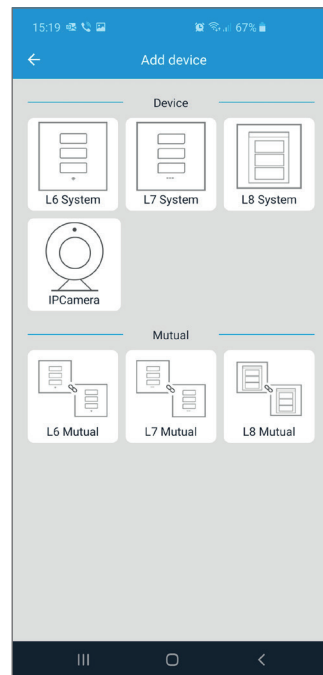 15:19 67%
Add device
Device
L6 System L7 System L8 System
IPCamera
Mutual
L6 Mutual L7 Mutual L8 Mutual